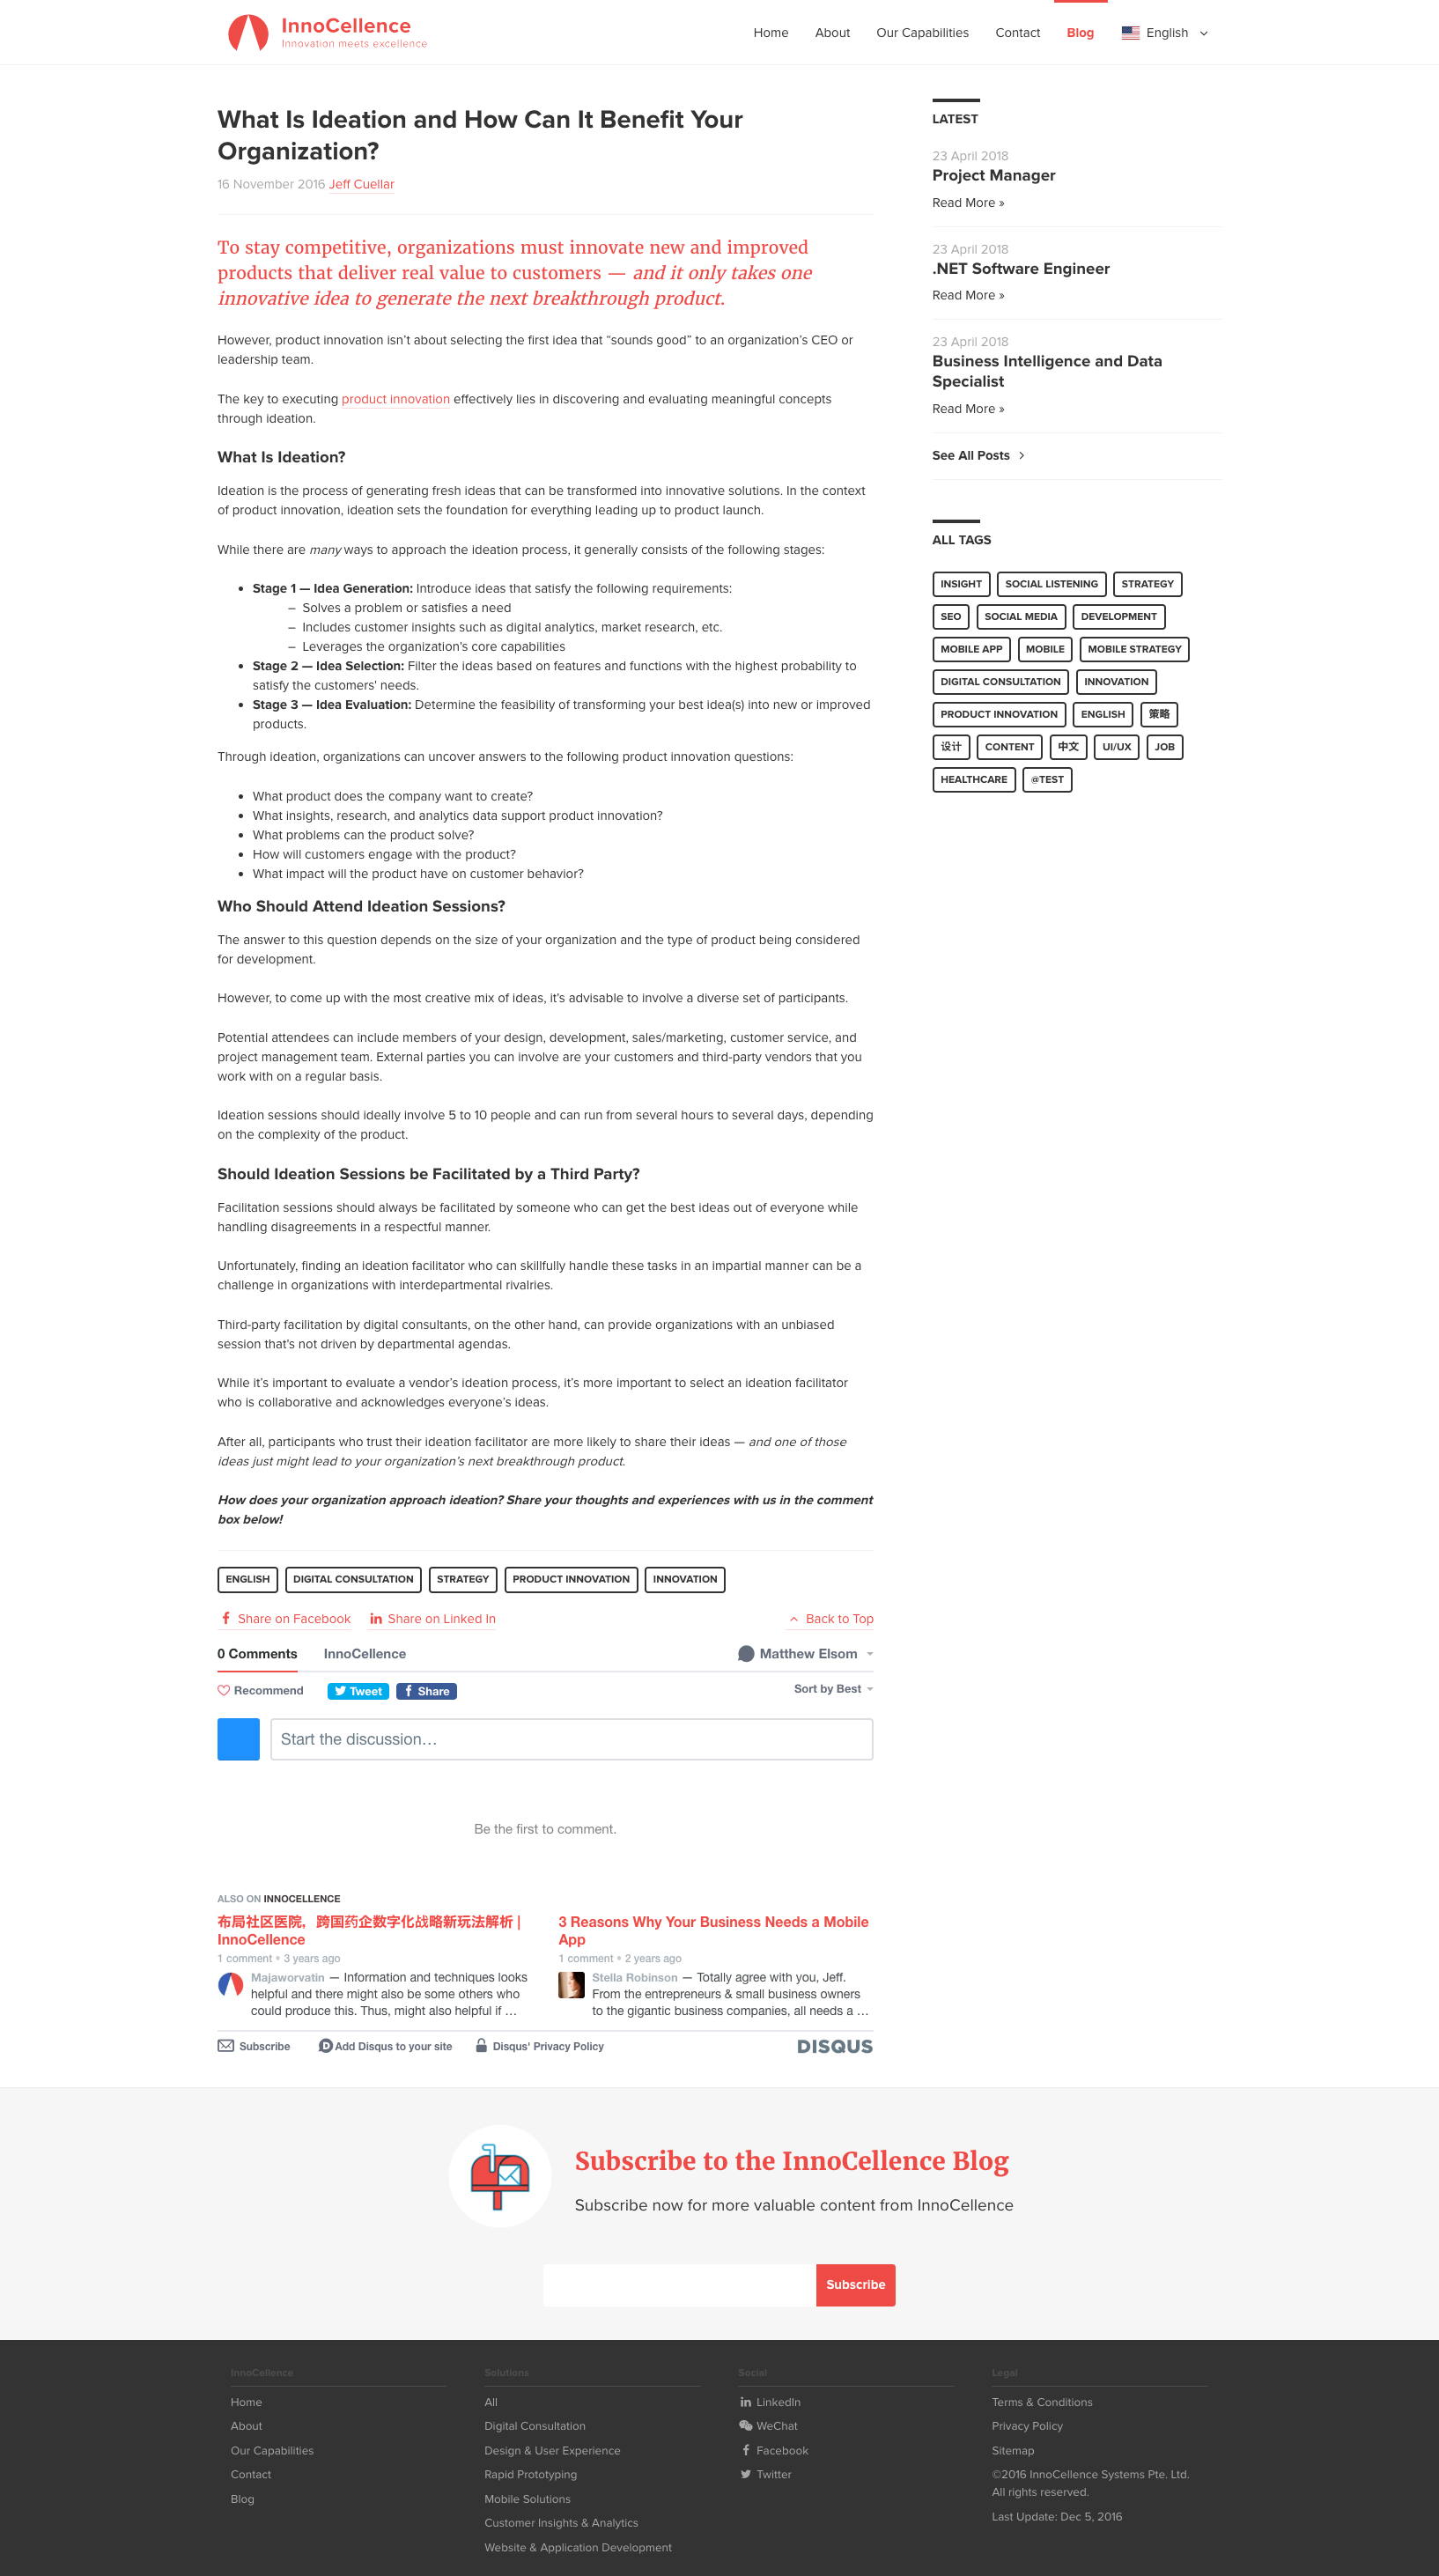 InnoCellence
Innovation meets excellence
Home
About
Our Capabilities
Contact
Blog
English
What Is Ideation and How Can It Benefit Your
Organization?
16 November 2016 Jeff Cuellar
To stay competitive, organizations must innovate new and improved
products that deliver real value to customers — and it only takes one
innovative idea to generate the next breakthrough product.
However, product innovation isn’t about selecting the first idea that “sounds good” to an organization’s CEO or
leadership team.
The key to executing product innovation effectively lies in discovering and evaluating meaningful concepts
through ideation.
What Is Ideation?
Ideation is the process of generating fresh ideas that can be transformed into innovative solutions. In the context
of product innovation, ideation sets the foundation for everything leading up to product launch.
While there are many ways to approach the ideation process, it generally consists of the following stages:
• Stage 1 — Idea Generation: Introduce ideas that satisfy the following requirements:
– Solves a problem or satisfies a need
– Includes customer insights such as digital analytics, market research, etc.
– Leverages the organization’s core capabilities
• Stage 2 — Idea Selection: Filter the ideas based on features and functions with the highest probability to
satisfy the customers' needs.
• Stage 3 — Idea Evaluation: Determine the feasibility of transforming your best idea(s) into new or improved
products.
Through ideation, organizations can uncover answers to the following product innovation questions:
• What product does the company want to create?
• What insights, research, and analytics data support product innovation?
• What problems can the product solve?
• How will customers engage with the product?
• What impact will the product have on customer behavior?
Who Should Attend Ideation Sessions?
The answer to this question depends on the size of your organization and the type of product being considered
for development.
However, to come up with the most creative mix of ideas, it’s advisable to involve a diverse set of participants.
Potential attendees can include members of your design, development, sales/marketing, customer service, and
project management team. External parties you can involve are your customers and third-party vendors that you
work with on a regular basis.
Ideation sessions should ideally involve 5 to 10 people and can run from several hours to several days, depending
on the complexity of the product.
Should Ideation Sessions be Facilitated by a Third Party?
Facilitation sessions should always be facilitated by someone who can get the best ideas out of everyone while
handling disagreements in a respectful manner.
Unfortunately, finding an ideation facilitator who can skillfully handle these tasks in an impartial manner can be a
challenge in organizations with interdepartmental rivalries.
Third-party facilitation by digital consultants, on the other hand, can provide organizations with an unbiased
session that’s not driven by departmental agendas.
While it’s important to evaluate a vendor’s ideation process, it’s more important to select an ideation facilitator
who is collaborative and acknowledges everyone’s ideas.
After all, participants who trust their ideation facilitator are more likely to share their ideas — and one of those
ideas just might lead to your organization’s next breakthrough product.
How does your organization approach ideation? Share your thoughts and experiences with us in the comment
box below!
ENGLISH DIGITAL CONSULTATION STRATEGY PRODUCT INNOVATION INNOVATION
Share on Facebook Share on Linked In Back to Top
0 Comments InnoCellence Matthew Elsom
Recommend Tweet Share Sort by Best
Start the discussion…
Be the first to comment.
ALSO ON INNOCELLENCE
布局社区医院，跨国药企数字化战略新玩法解析 |
InnoCellence
1 comment • 3 years ago
Majaworvatin — Information and techniques looks
helpful and there might also be some others who
could produce this. Thus, might also helpful if …
3 Reasons Why Your Business Needs a Mobile
App
1 comment • 2 years ago
Stella Robinson — Totally agree with you, Jeff.
From the entrepreneurs & small business owners
to the gigantic business companies, all needs a …
Subscribe Add Disqus to your site Disqus' Privacy Policy DISQUS
LATEST
23 April 2018
Project Manager
Read More »
23 April 2018
.NET Software Engineer
Read More »
23 April 2018
Business Intelligence and Data
Specialist
Read More »
See All Posts
ALL TAGS
INSIGHT SOCIAL LISTENING STRATEGY
SEO SOCIAL MEDIA DEVELOPMENT
MOBILE APP MOBILE MOBILE STRATEGY
DIGITAL CONSULTATION INNOVATION
PRODUCT INNOVATION ENGLISH 策略
设计 CONTENT 中文 UI/UX JOB
HEALTHCARE @TEST
Subscribe to the InnoCellence Blog
Subscribe now for more valuable content from InnoCellence
Subscribe
InnoCellence
Home
About
Our Capabilities
Contact
Blog
Solutions
All
Digital Consultation
Design & User Experience
Rapid Prototyping
Mobile Solutions
Customer Insights & Analytics
Website & Application Development
Social
LinkedIn
WeChat
Facebook
Twitter
Legal
Terms & Conditions
Privacy Policy
Sitemap
©2016 InnoCellence Systems Pte. Ltd.
All rights reserved.
Last Update: Dec 5, 2016